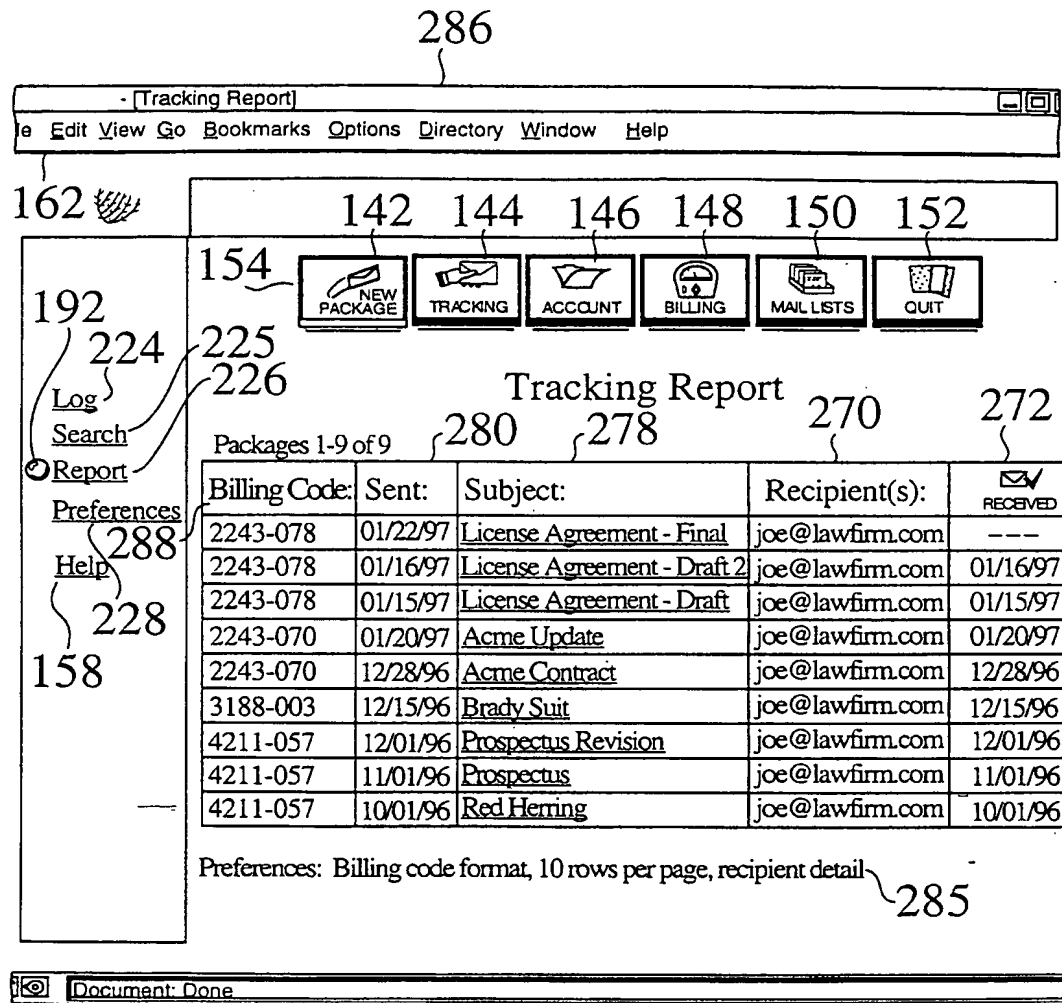 286
- [Tracking Report]
le Edit View Go Bookmarks Options Directory Window Help
162
142 144 146 148 150 152
154
NEW PACKAGE TRACKING ACCOUNT BILLING MAIL LISTS QUIT
192
224 225
Log 226
Search
Report
Preferences
288
Help
228
158
Tracking Report
Packages 1-9 of 9 280 278 270 272
Billing Code: Sent: Subject: Recipient(s): RECEIVED
2243-078 01/22/97 License Agreement - Final joe@lawfirm.com ---
2243-078 01/16/97 License Agreement - Draft 2 joe@lawfirm.com 01/16/97
2243-078 01/15/97 License Agreement - Draft joe@lawfirm.com 01/15/97
2243-070 01/20/97 Acme Update joe@lawfirm.com 01/20/97
2243-070 12/28/96 Acme Contract joe@lawfirm.com 12/28/96
3188-003 12/15/96 Brady Suit joe@lawfirm.com 12/15/96
4211-057 12/01/96 Prospectus Revision joe@lawfirm.com 12/01/96
4211-057 11/01/96 Prospectus joe@lawfirm.com 11/01/96
4211-057 10/01/96 Red Herring joe@lawfirm.com 10/01/96
Preferences: Billing code format, 10 rows per page, recipient detail
285
Document: Done